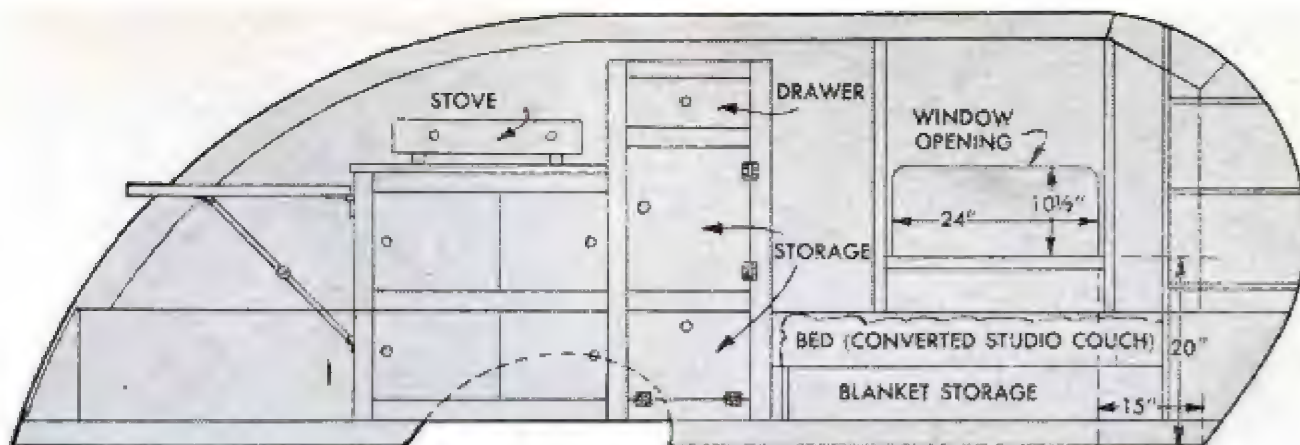 STOVE
DRAWER
WINDOW
OPENING
24"
10½"
STORAGE
BED (CONVERTED STUDIO COUCH)
20"
BLANKET STORAGE
15"